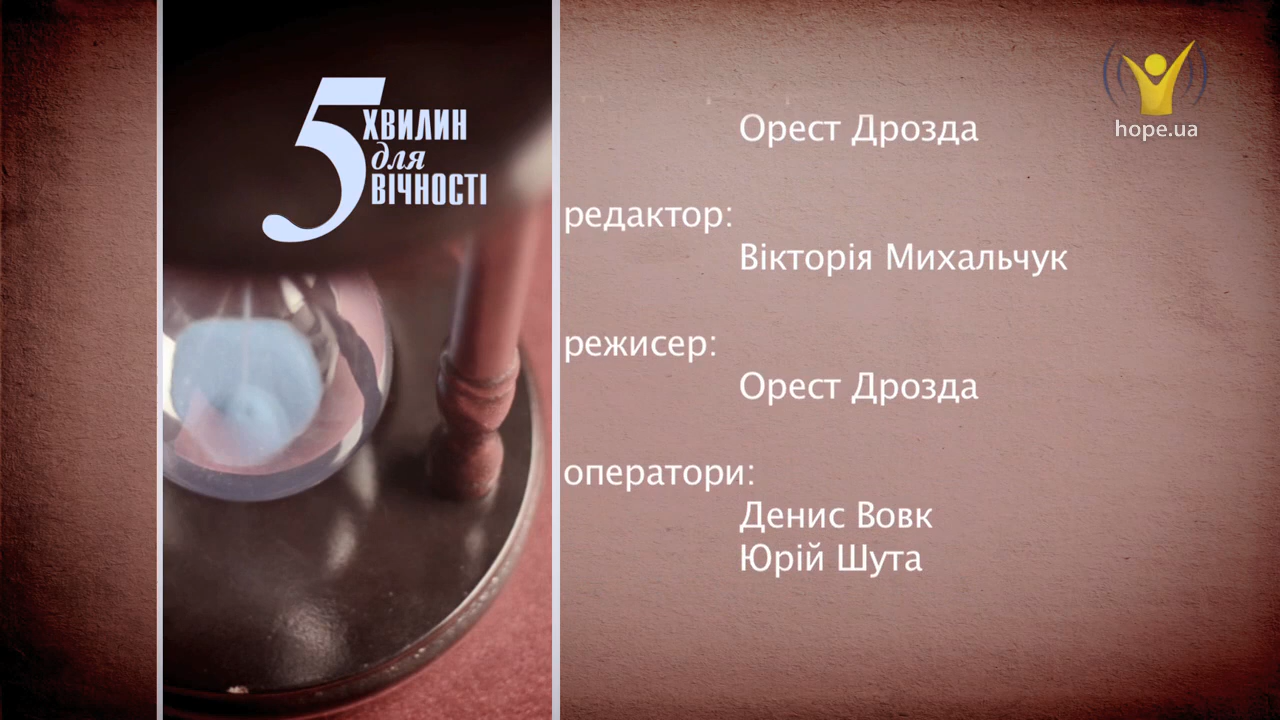 5 ХВИЛИН
для
ВІЧНОСТІ
hope.ua
Орест Дрозда
редактор:
Вікторія Михальчук
режисер:
Орест Дрозда
оператори:
Денис Вовк
Юрій Шута